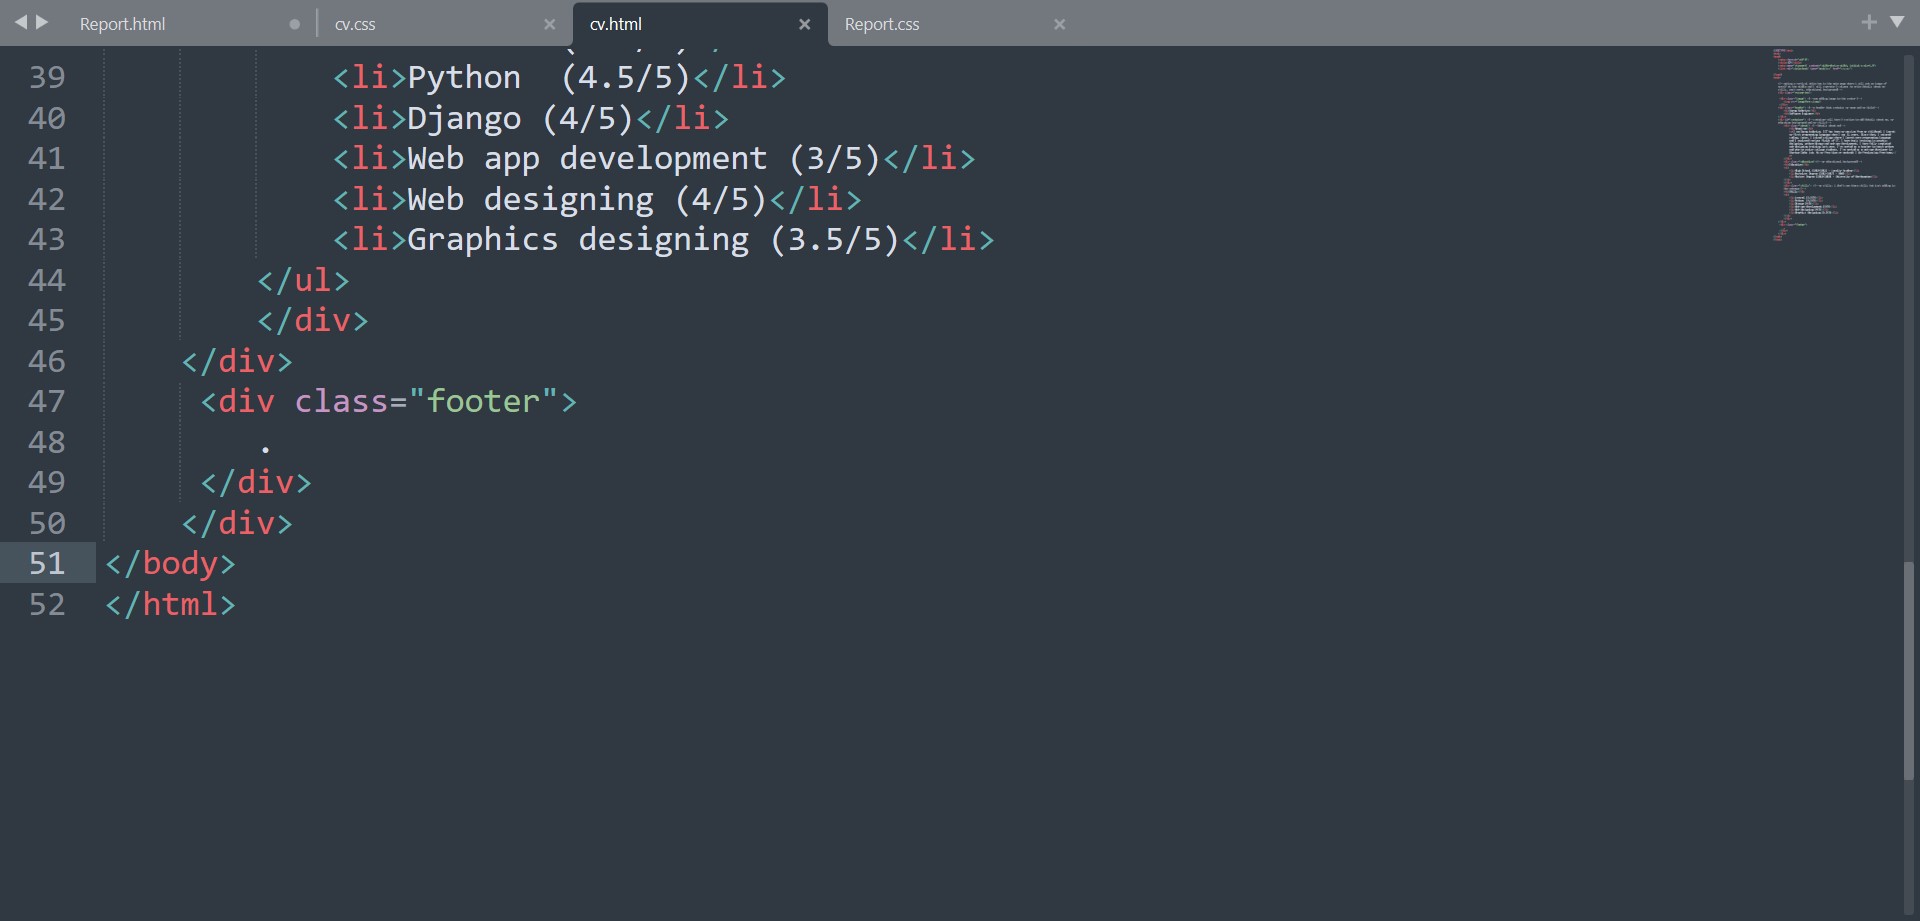 Report.html cv.css cv.html Report.css
39 <li>Python  (4.5/5)</li>
40 <li>Django (4/5)</li>
41 <li>Web app development (3/5)</li>
42 <li>Web designing (4/5)</li>
43 <li>Graphics designing (3.5/5)</li>
44 </ul>
45 </div>
46 </div>
47 <div class="footer">
48 .
49 </div>
50 </div>
51 </body>
52 </html>